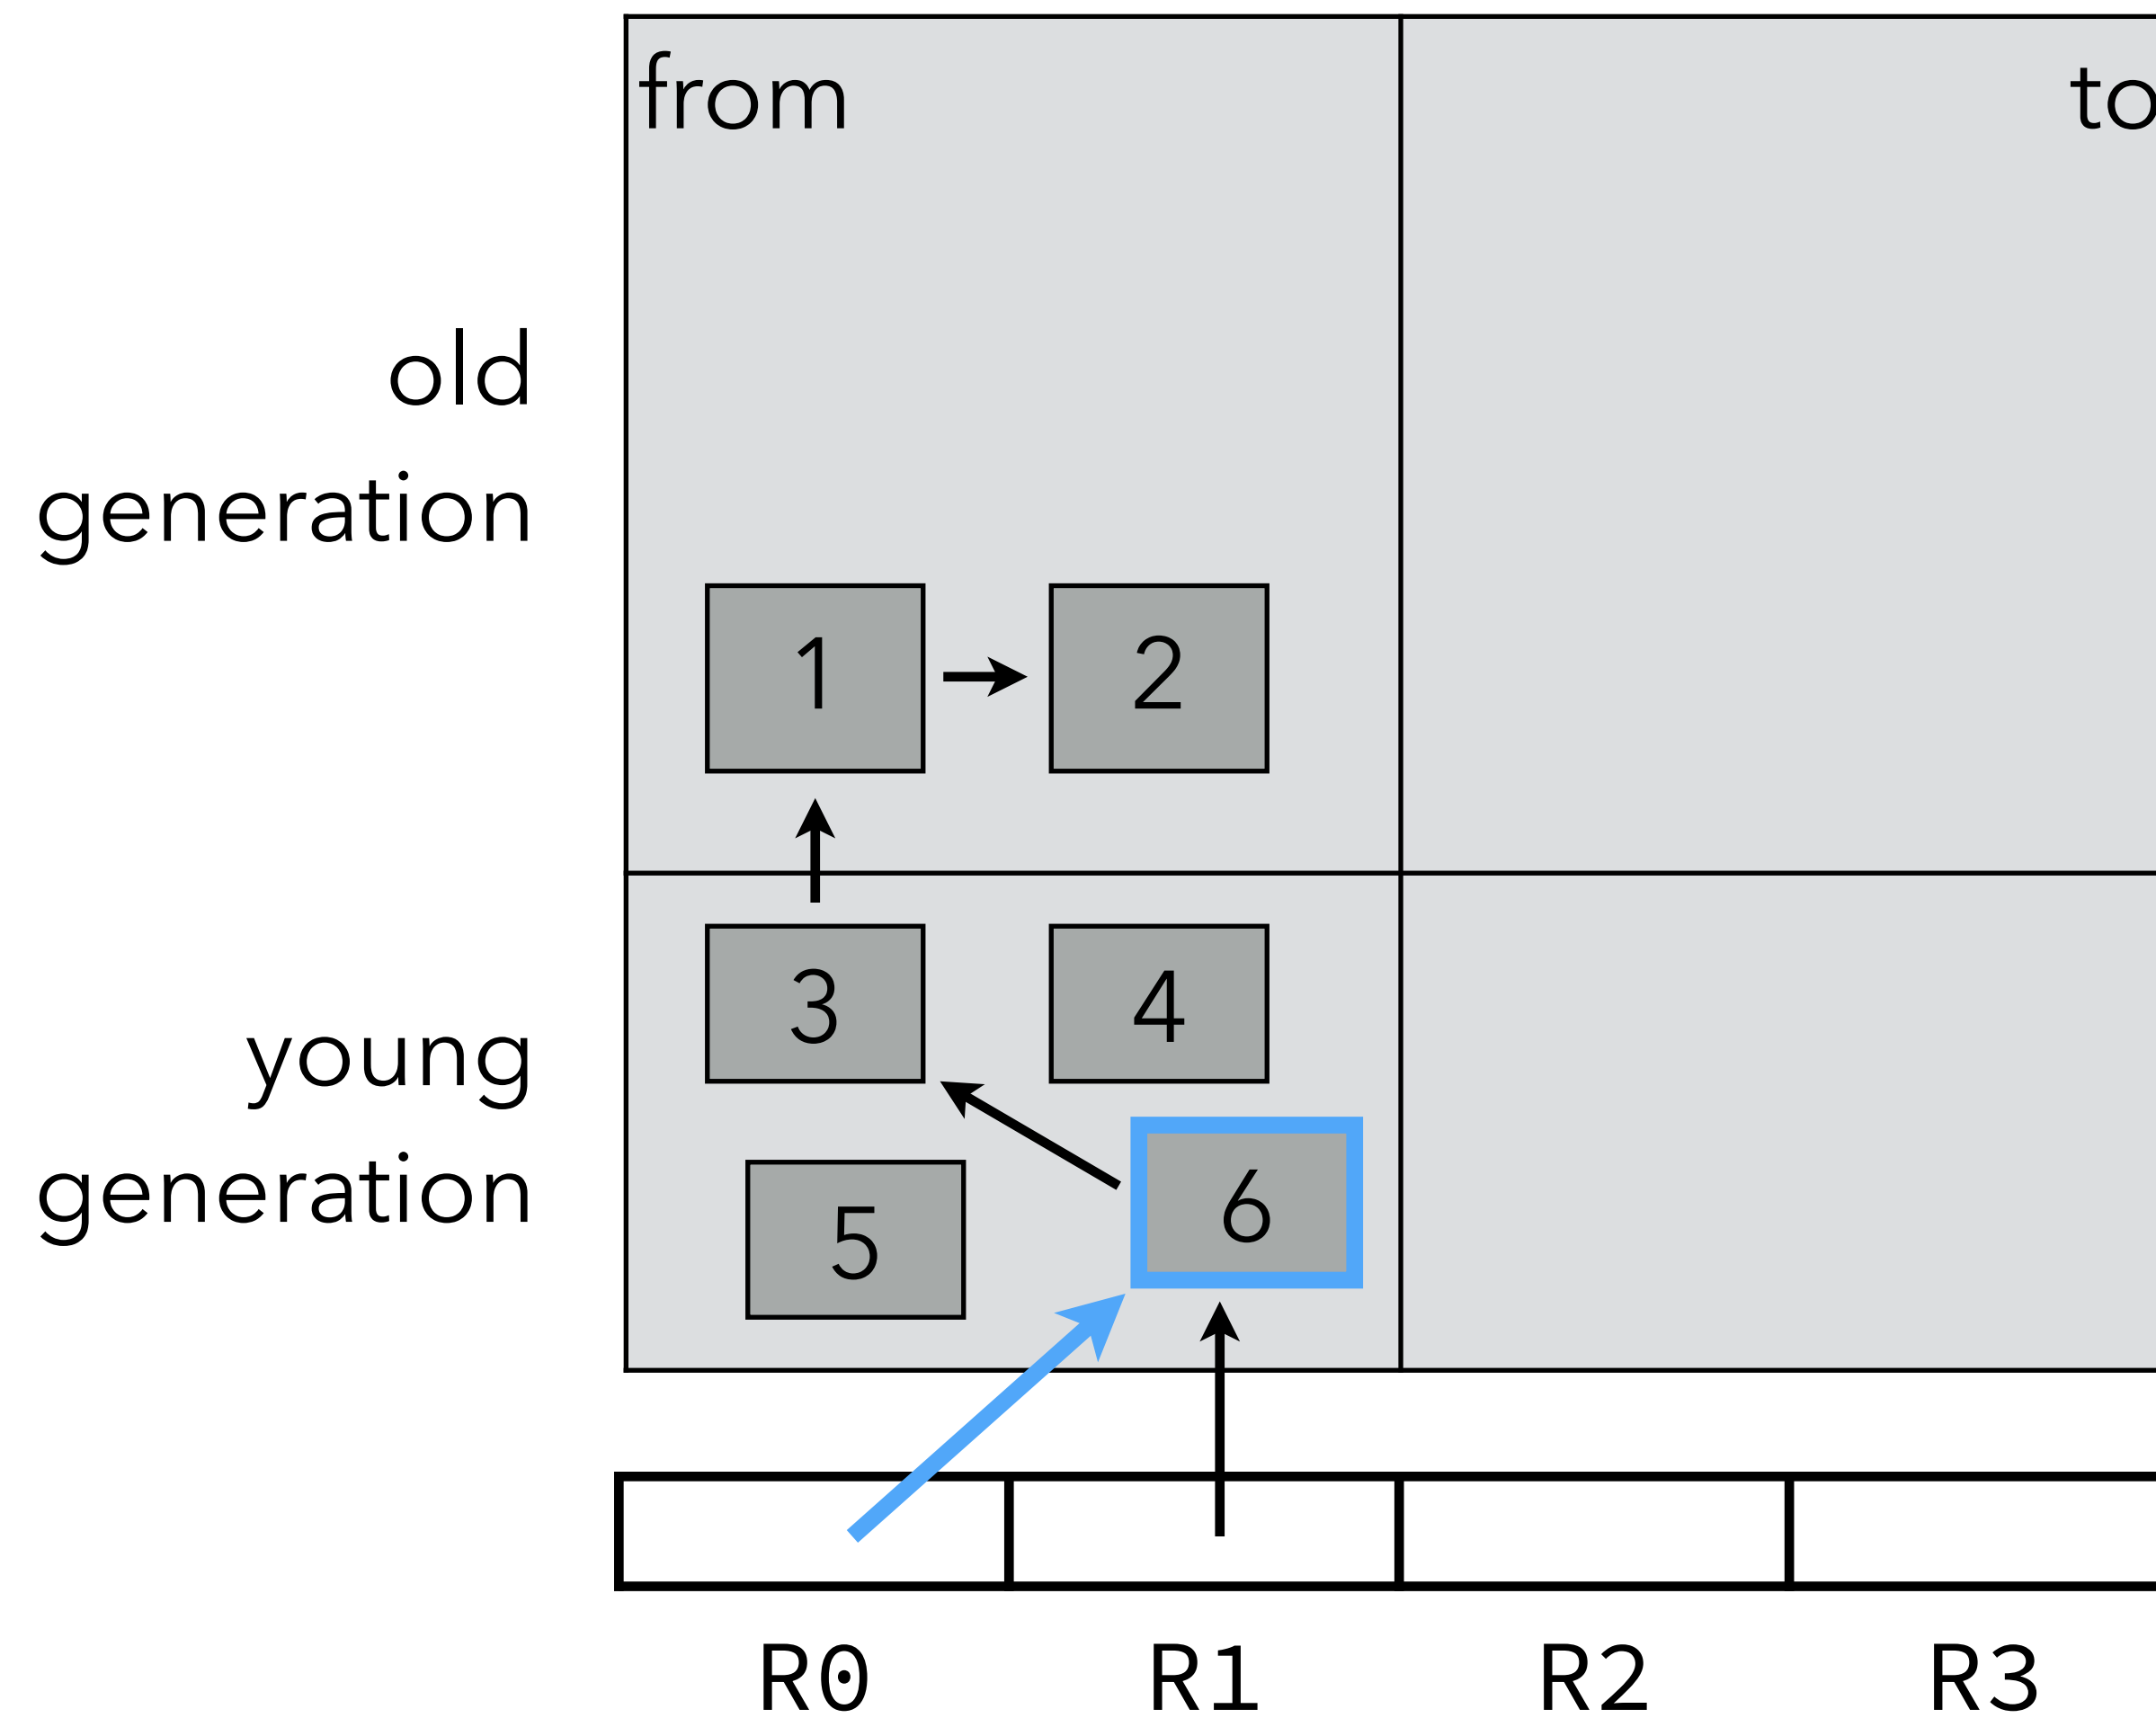 from
to
old
generation
1
2
3
4
young
generation
5
6
R0
R1
R2
R3